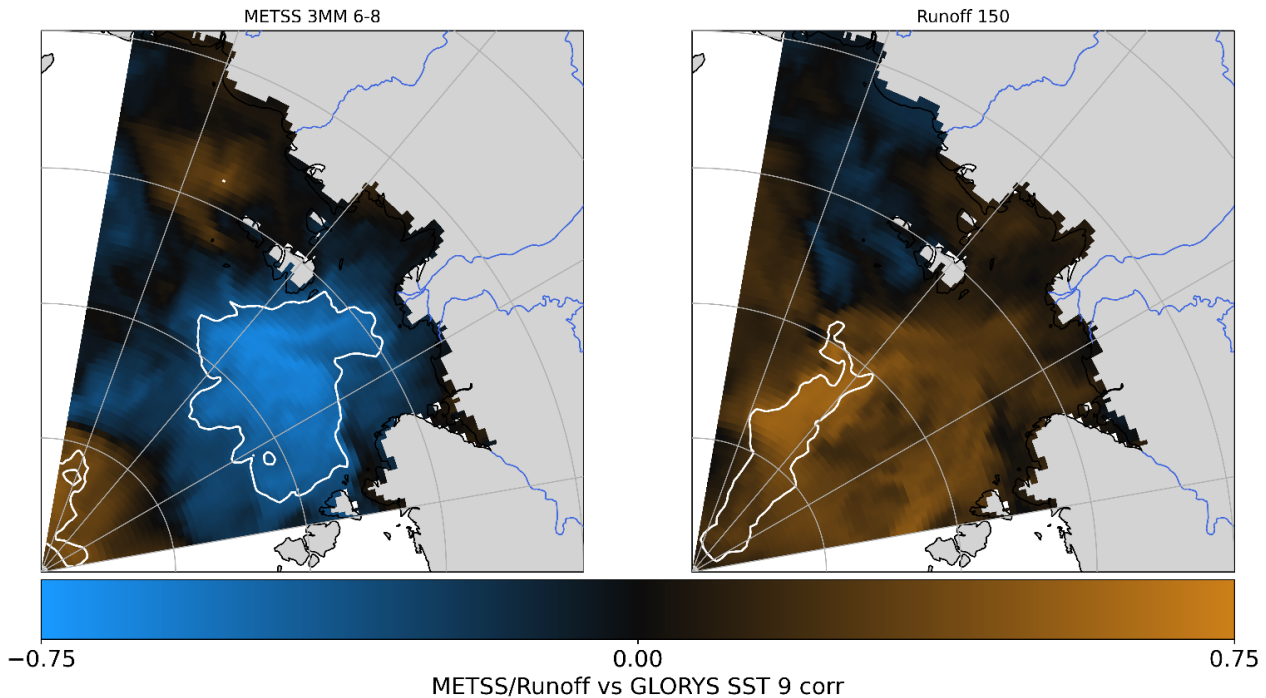 METSS 3MM 6-8
Runoff 150
−0.75
0.00
0.75
METSS/Runoff vs GLORYS SST 9 corr